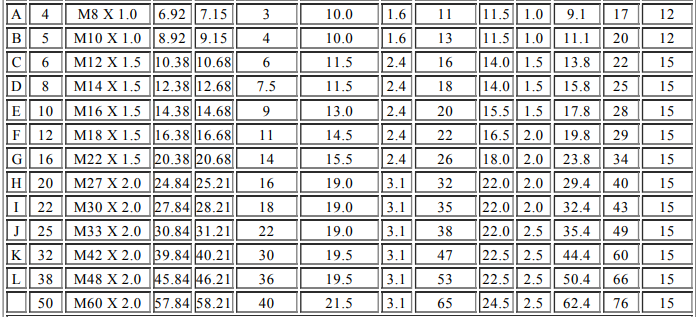 A 4 M8 X 1.0 6.92 7.15 3 10.0 1.6 11 11.5 1.0 9.1 17 12
B 5 M10 X 1.0 8.92 9.15 4 10.0 1.6 13 11.5 1.0 11.1 20 12
C 6 M12 X 1.5 10.38 10.68 6 11.5 2.4 16 14.0 1.5 13.8 22 15
D 8 M14 X 1.5 12.38 12.68 7.5 11.5 2.4 18 14.0 1.5 15.8 25 15
E 10 M16 X 1.5 14.38 14.68 9 13.0 2.4 20 15.5 1.5 17.8 28 15
F 12 M18 X 1.5 16.38 16.68 11 14.5 2.4 22 16.5 2.0 19.8 29 15
G 16 M22 X 1.5 20.38 20.68 14 15.5 2.4 26 18.0 2.0 23.8 34 15
H 20 M27 X 2.0 24.84 25.21 16 19.0 3.1 32 22.0 2.0 29.4 40 15
I 22 M30 X 2.0 27.84 28.21 18 19.0 3.1 35 22.0 2.0 32.4 43 15
J 25 M33 X 2.0 30.84 31.21 22 19.0 3.1 38 22.0 2.5 35.4 49 15
K 32 M42 X 2.0 39.84 40.21 30 19.5 3.1 47 22.5 2.5 44.4 60 15
L 38 M48 X 2.0 45.84 46.21 36 19.5 3.1 53 22.5 2.5 50.4 66 15
50 M60 X 2.0 57.84 58.21 40 21.5 3.1 65 24.5 2.5 62.4 76 15